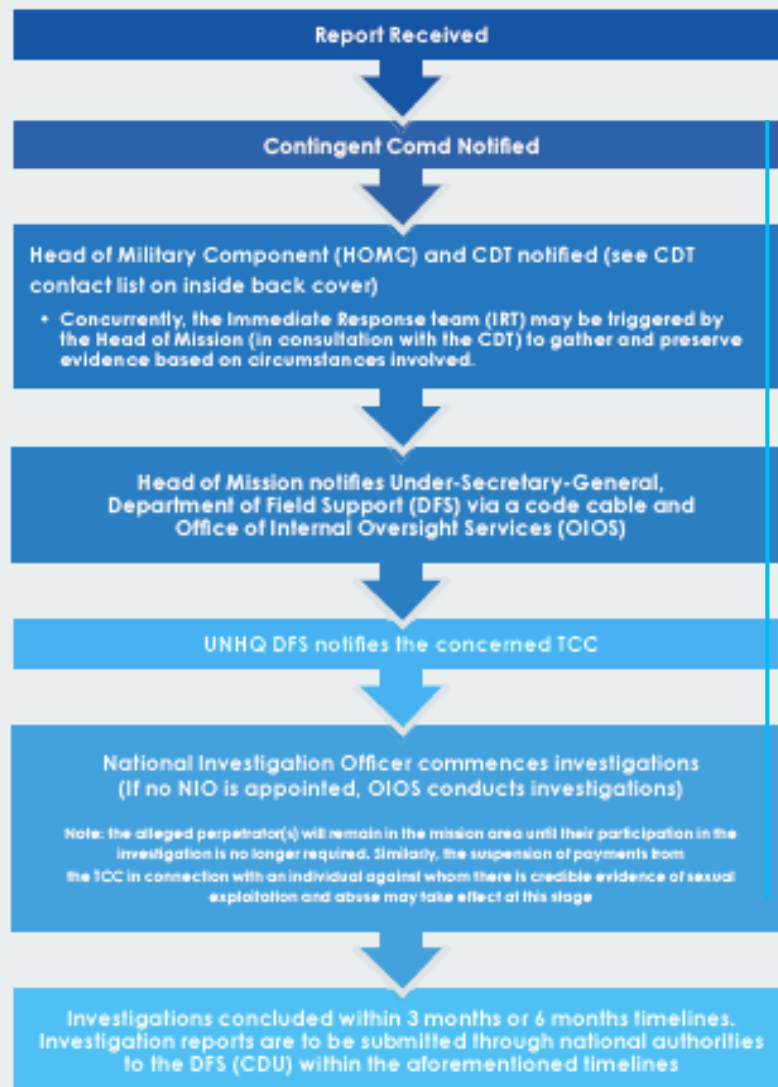 Report Received
Contingent Comd Notified
Head of Military Component (HOMC) and CDT notified (see CDT
contact list on inside back cover)
• Concurrently, the Immediate Response team (IRT) may be triggered by
the Head of Mission (in consultation with the CDT) to gather and preserve
evidence based on circumstances involved.
Head of Mission notifies Under-Secretary-General,
Department of Field Support (DFS) via a code cable and
Office of Internal Oversight Services (OIOS)
UNHQ DFS notifies the concerned TCC
National Investigation Officer commences investigations
(If no NIO is appointed, OIOS conducts investigations)
Note: the alleged perpetrator(s) will remain in the mission area until their participation in the
investigation is no longer required. Similarly, the suspension of payments from
the TCC in connection with an individual against whom there is credible evidence of sexual
exploitation and abuse may take effect at this stage
Investigations concluded within 3 months or 6 months timelines.
Investigation reports are to be submitted through national authorities
to the DFS (CDU) within the aforementioned timelines